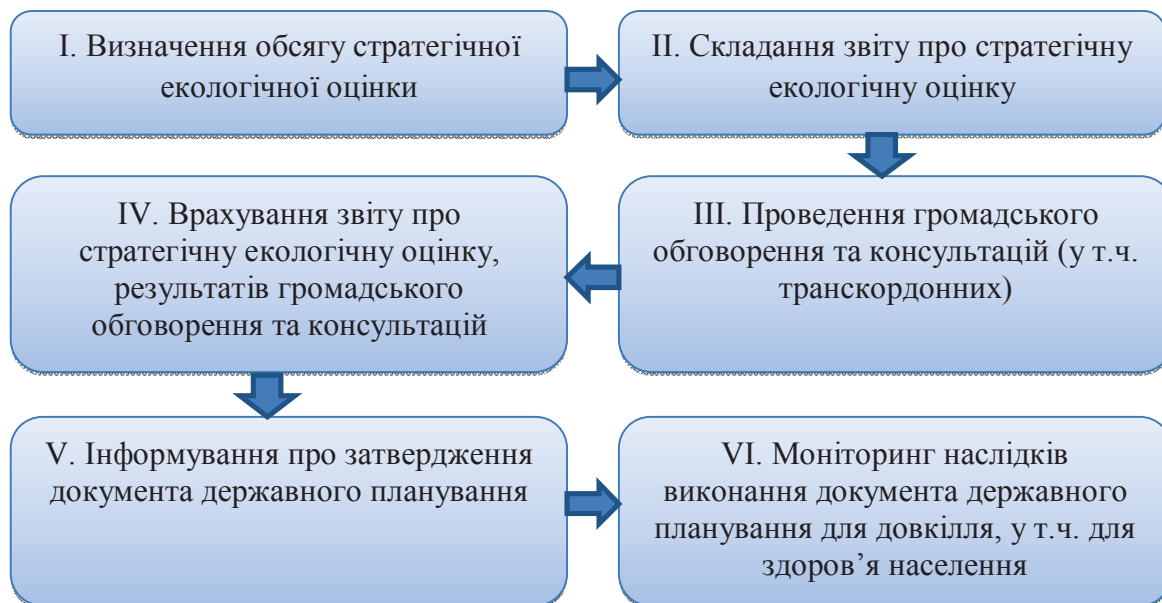 I. Визначення обсягу стратегічної
екологічної оцінки
II. Складання звіту про стратегічну
екологічну оцінку
III. Проведення громадського
обговорення та консультацій (у т.ч.
транскордонних)
IV. Врахування звіту про
стратегічну екологічну оцінку,
результатів громадського
обговорення та консультацій
V. Інформування про затвердження
документа державного планування
VI. Моніторинг наслідків
виконання документа державного
планування для довкілля, у т.ч. для
здоров’я населення